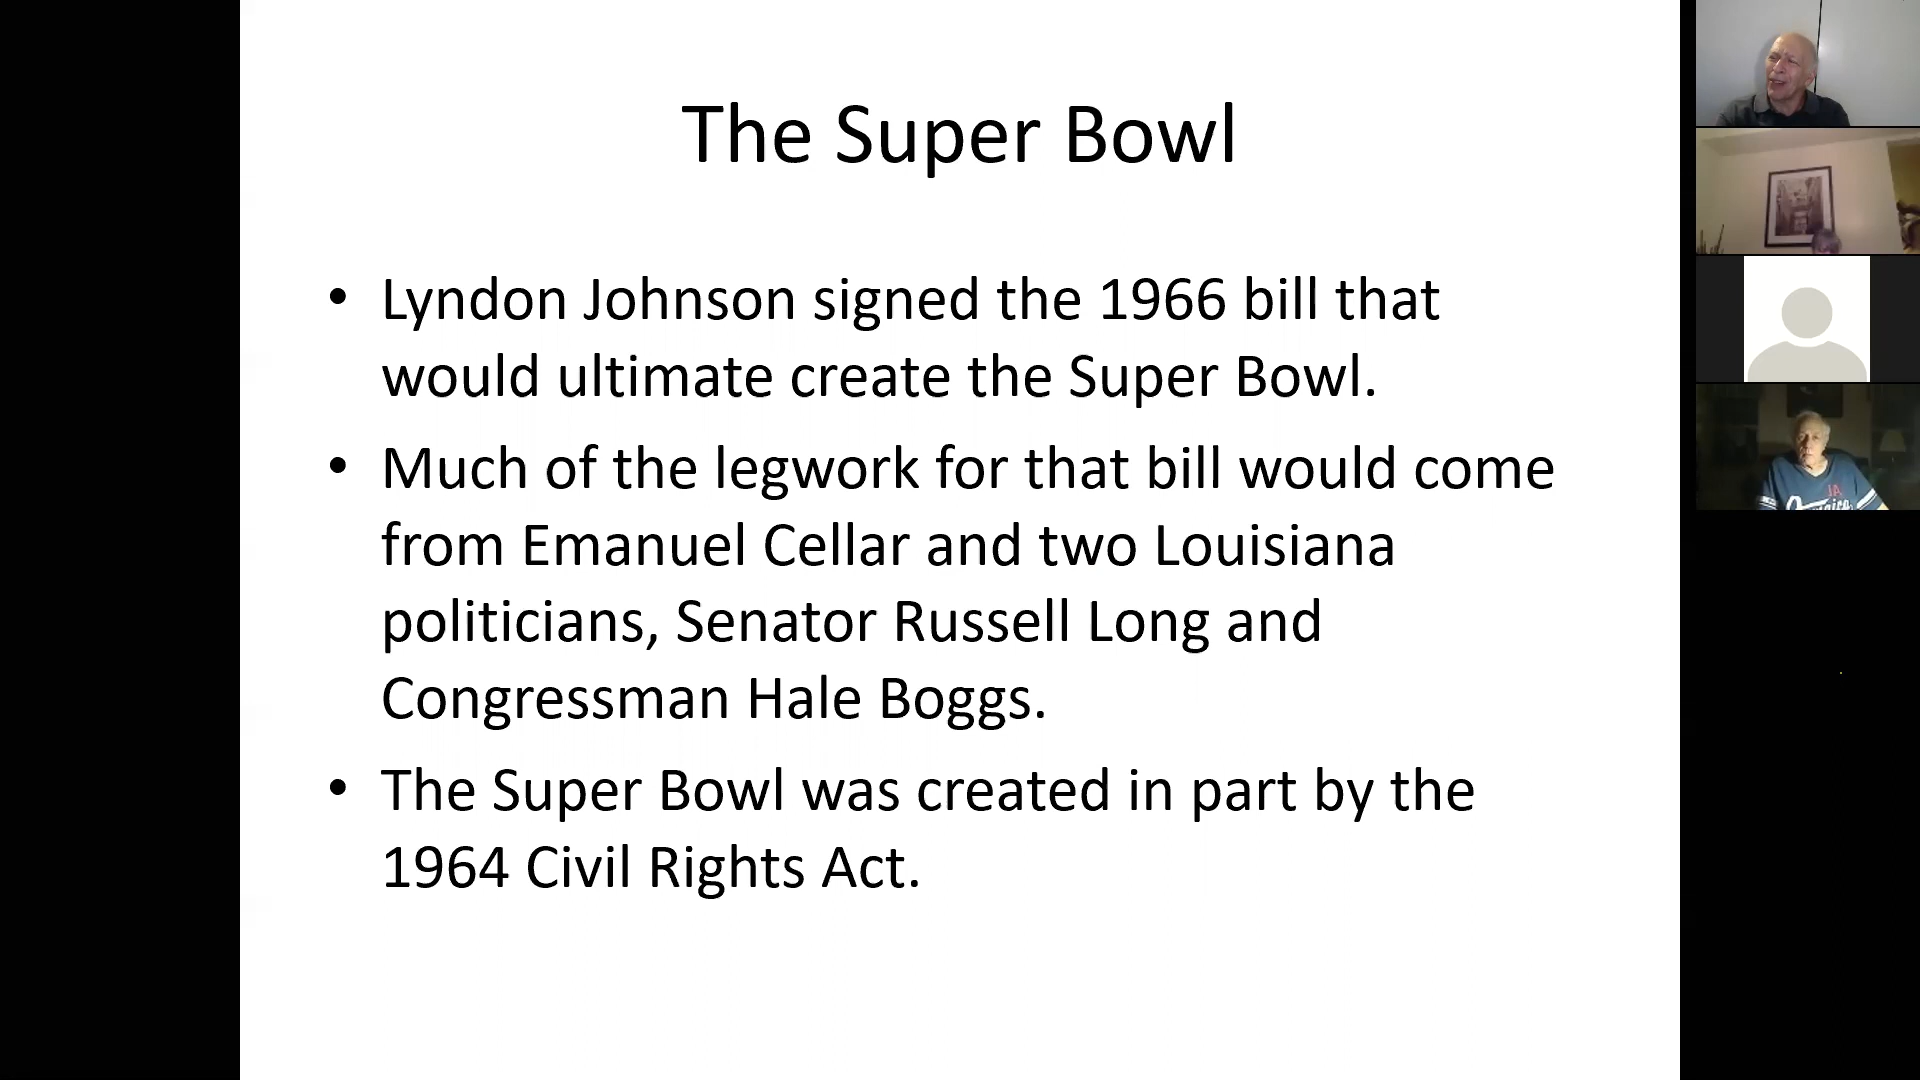 The Super Bowl
• Lyndon Johnson signed the 1966 bill that
would ultimate create the Super Bowl.
• Much of the legwork for that bill would come
from Emanuel Cellar and two Louisiana
politicians, Senator Russell Long and
Congressman Hale Boggs.
• The Super Bowl was created in part by the
1964 Civil Rights Act.
LA